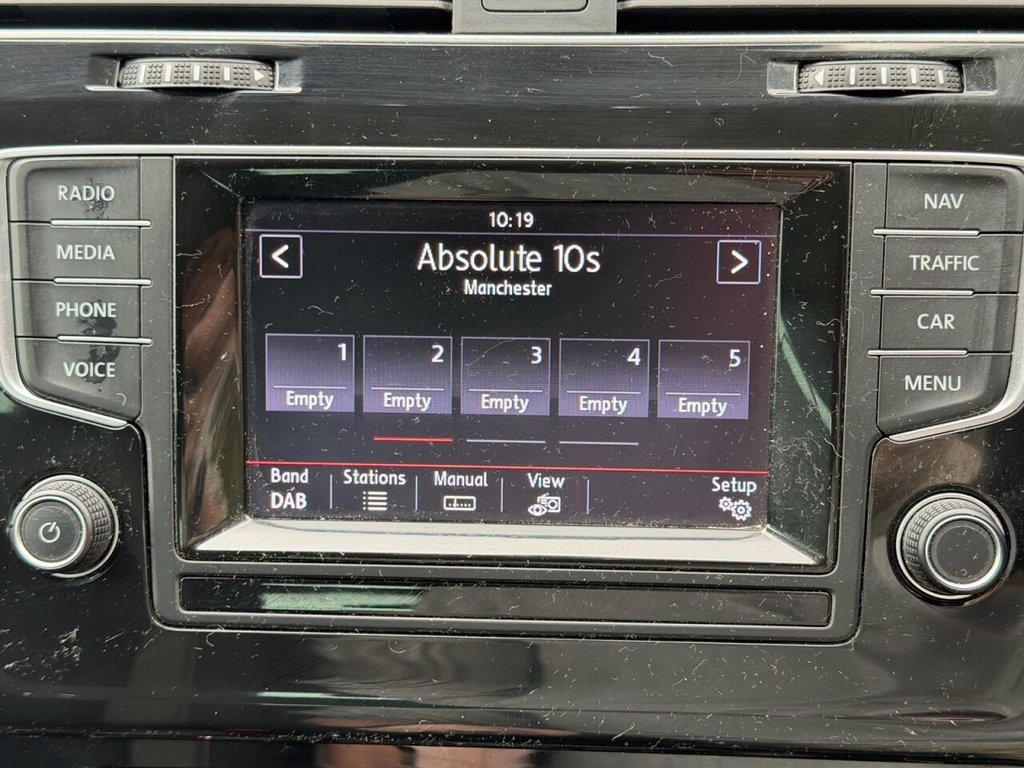 RADIO
MEDIA
PHONE
VOICE
10:19
<
Absolute 10s
>
Manchester
1
2
3
4
5
Empty
Empty
Empty
Empty
Empty
Band
Stations
Manual
View
Setup
DAB
NAV
TRAFFIC
CAR
MENU